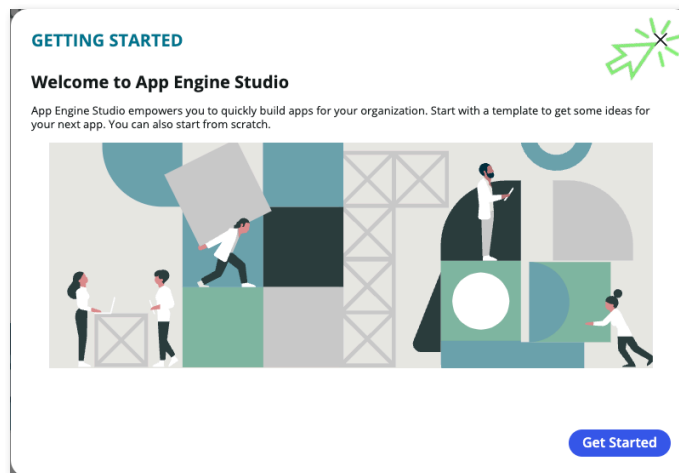 GETTING STARTED
Welcome to App Engine Studio
App Engine Studio empowers you to quickly build apps for your organization. Start with a template to get some ideas for
your next app. You can also start from scratch.
Get Started